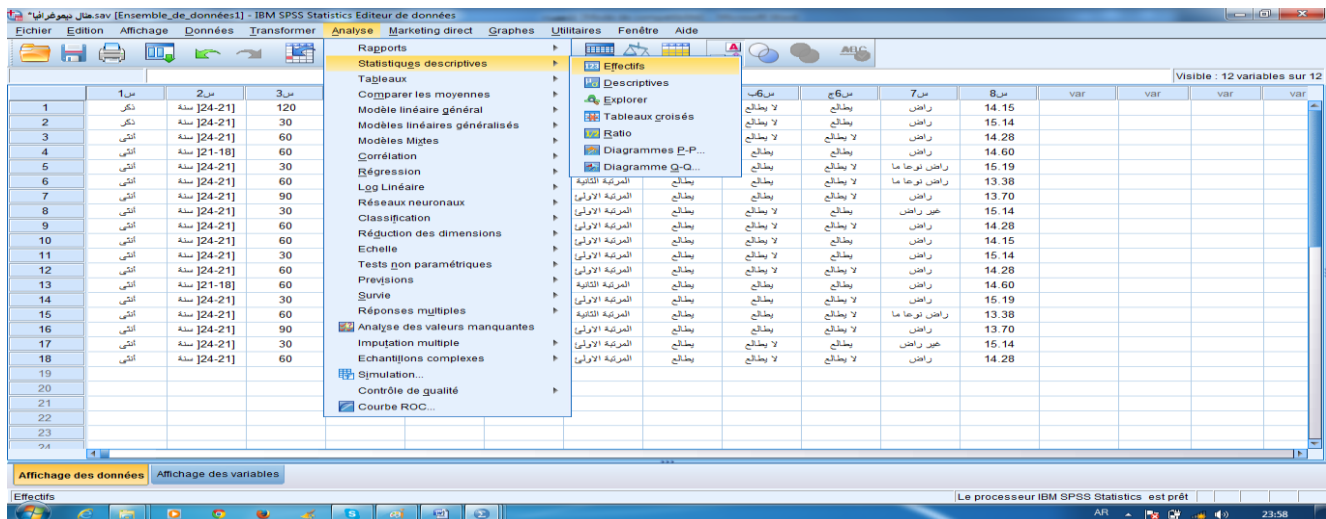 مثال ديموغرافيا*.sav [Ensemble_de_données1] - IBM SPSS Statistics Editeur de données
Fichier Edition Affichage Données Transformer Analyse Marketing direct Graphes Utilitaires Fenêtre Aide
Rapports
Statistiques descriptives
Tableaux
Comparer les moyennes
Modèle linéaire général
Modèles linéaires généralisés
Modèles Mixtes
Corrélation
Régression
Log Linéaire
Réseaux neuronaux
Classification
Réduction des dimensions
Echelle
Tests non paramétriques
Prévisions
Survie
Réponses multiples
Analyse des valeurs manquantes
Imputation multiple
Echantillons complexes
Simulation...
Contrôle de qualité
Courbe ROC...
Effectifs
Descriptives
Explorer
Tableaux croisés
Ratio
Diagrammes P-P...
Diagramme Q-Q...
Visible : 12 variables sur 12
س1 س2 س3 س6ب س6ج س7 س8 var var var
1 ذكر [21-24] سنة 120 لا يطالع يطالع راض 14.15
2 ذكر [21-24] سنة 30 لا يطالع يطالع راض 15.14
3 أنثى [21-24] سنة 60 لا يطالع لا يطالع راض 14.28
4 أنثى [18-21] سنة 60 يطالع يطالع راض 14.60
5 أنثى [21-24] سنة 30 يطالع لا يطالع راض نوعا ما 15.19
6 أنثى [21-24] سنة 60 المرتبة الثانية يطالع يطالع لا يطالع راض نوعا ما 13.38
7 أنثى [21-24] سنة 90 المرتبة الاولى يطالع يطالع لا يطالع راض 13.70
8 أنثى [21-24] سنة 30 المرتبة الاولى يطالع لا يطالع يطالع غير راض 15.14
9 أنثى [21-24] سنة 60 المرتبة الاولى يطالع لا يطالع لا يطالع راض 14.28
10 أنثى [21-24] سنة 60 المرتبة الاولى يطالع لا يطالع يطالع راض 14.15
11 أنثى [21-24] سنة 30 المرتبة الاولى يطالع لا يطالع يطالع راض 15.14
12 أنثى [21-24] سنة 60 المرتبة الاولى يطالع لا يطالع لا يطالع راض 14.28
13 أنثى [18-21] سنة 60 المرتبة الثانية يطالع يطالع يطالع راض 14.60
14 أنثى [21-24] سنة 30 المرتبة الاولى يطالع يطالع لا يطالع راض 15.19
15 أنثى [21-24] سنة 60 المرتبة الثانية يطالع يطالع لا يطالع راض نوعا ما 13.38
16 أنثى [21-24] سنة 90 المرتبة الاولى يطالع يطالع لا يطالع راض 13.70
17 أنثى [21-24] سنة 30 المرتبة الاولى يطالع لا يطالع يطالع غير راض 15.14
18 أنثى [21-24] سنة 60 المرتبة الاولى يطالع لا يطالع لا يطالع راض 14.28
19
20
21
22
23
24
Affichage des données Affichage des variables
Effectifs Le processeur IBM SPSS Statistics est prêt
AR 23:58